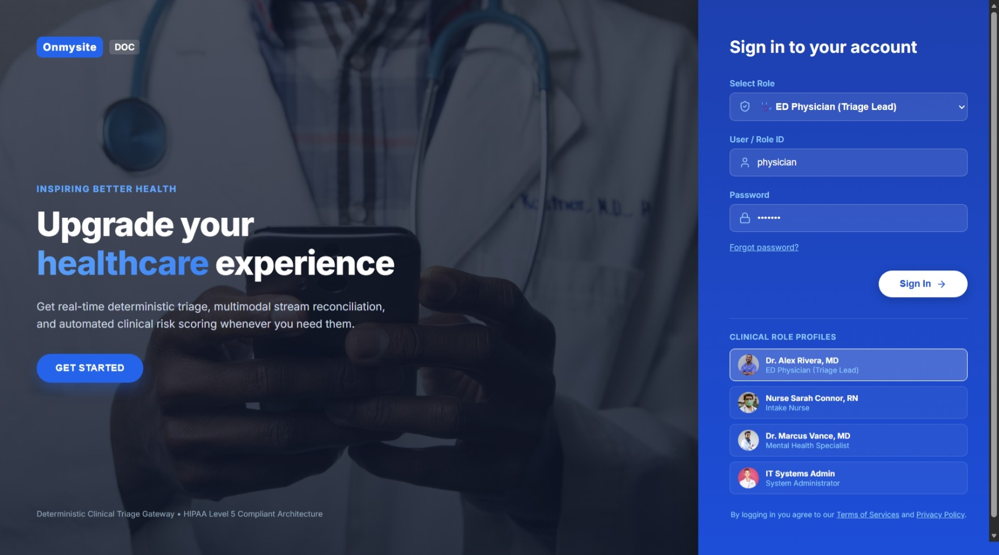 Onmysite DOC
INSPIRING BETTER HEALTH
Upgrade your
healthcare experience
Get real-time deterministic triage, multimodal stream reconciliation,
and automated clinical risk scoring whenever you need them.
GET STARTED
Deterministic Clinical Triage Gateway • HIPAA Level 5 Compliant Architecture
Sign in to your account
Select Role
ED Physician (Triage Lead)
User / Role ID
physician
Password
•••••••
Forgot password?
Sign In →
CLINICAL ROLE PROFILES
Dr. Alex Rivera, MD
ED Physician (Triage Lead)
Nurse Sarah Connor, RN
Intake Nurse
Dr. Marcus Vance, MD
Mental Health Specialist
IT Systems Admin
System Administrator
By logging in you agree to our Terms of Services and Privacy Policy.